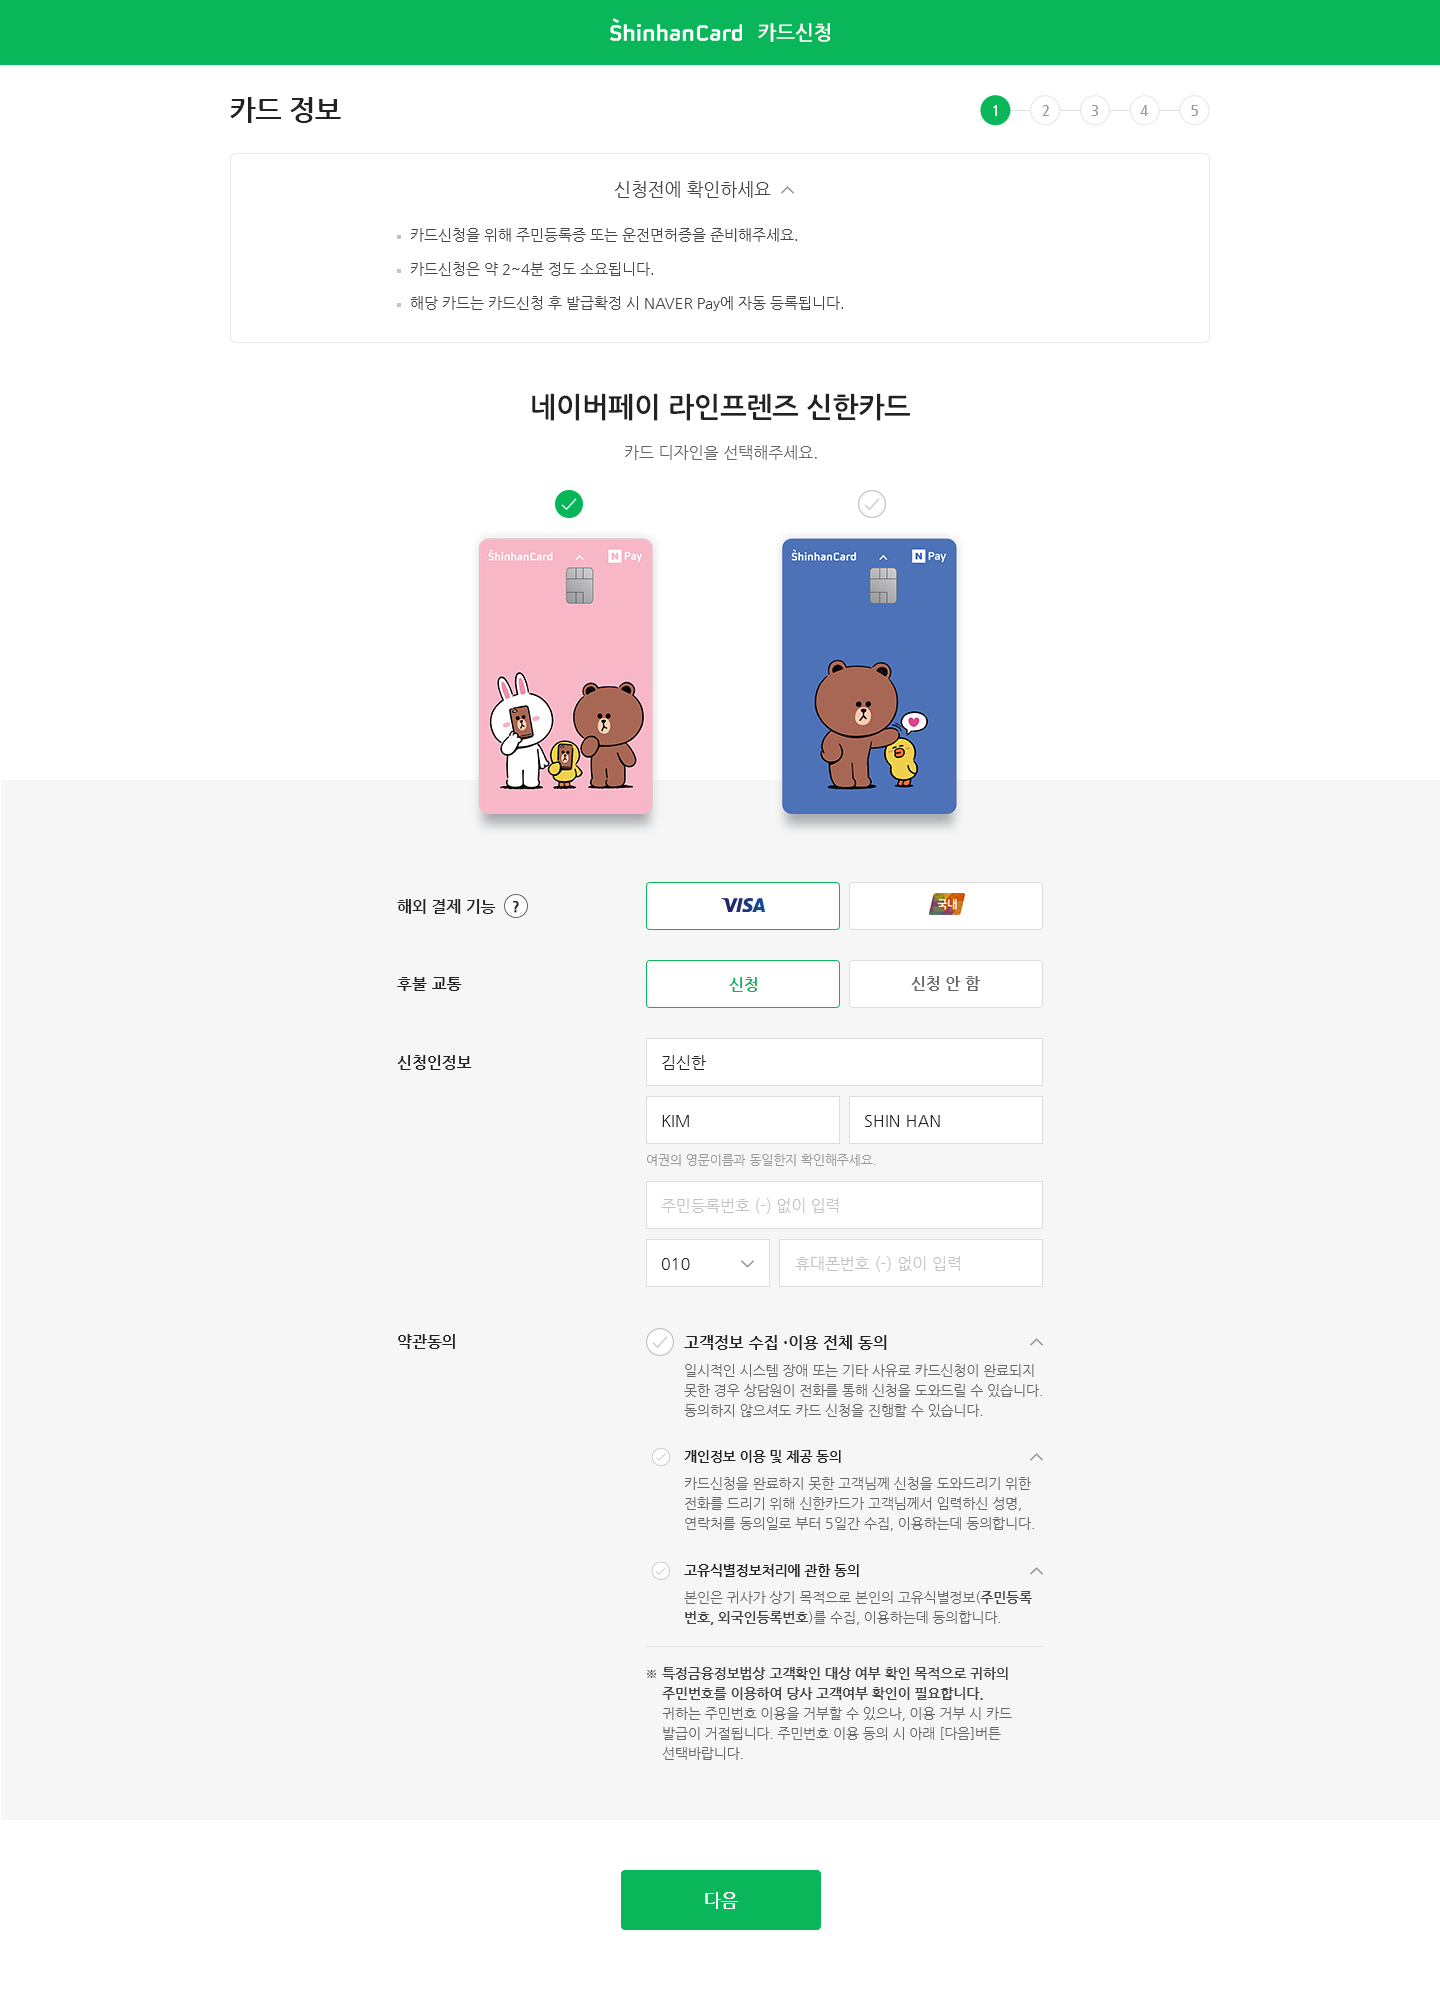 ShinhanCard 카드신청
카드 정보
1 2 3 4 5
신청전에 확인하세요
카드신청을 위해 주민등록증 또는 운전면허증을 준비해주세요.
카드신청은 약 2~4분 정도 소요됩니다.
해당 카드는 카드신청 후 발급확정 시 NAVER Pay에 자동 등록됩니다.
네이버페이 라인프렌즈 신한카드
카드 디자인을 선택해주세요.
ShinhanCard N Pay
ShinhanCard N Pay
해외 결제 기능 ?
VISA 국내
후불 교통
신청 신청 안 함
신청인정보
김신한
KIM SHIN HAN
여권의 영문이름과 동일한지 확인해주세요.
주민등록번호 (-) 없이 입력
010 휴대폰번호 (-) 없이 입력
약관동의
고객정보 수집 ·이용 전체 동의
일시적인 시스템 장애 또는 기타 사유로 카드신청이 완료되지
못한 경우 상담원이 전화를 통해 신청을 도와드릴 수 있습니다.
동의하지 않으셔도 카드 신청을 진행할 수 있습니다.
개인정보 이용 및 제공 동의
카드신청을 완료하지 못한 고객님께 신청을 도와드리기 위한
전화를 드리기 위해 신한카드가 고객님께서 입력하신 성명,
연락처를 동의일로 부터 5일간 수집, 이용하는데 동의합니다.
고유식별정보처리에 관한 동의
본인은 귀사가 상기 목적으로 본인의 고유식별정보(주민등록
번호, 외국인등록번호)를 수집, 이용하는데 동의합니다.
※ 특정금융정보법상 고객확인 대상 여부 확인 목적으로 귀하의
주민번호를 이용하여 당사 고객여부 확인이 필요합니다.
귀하는 주민번호 이용을 거부할 수 있으나, 이용 거부 시 카드
발급이 거절됩니다. 주민번호 이용 동의 시 아래 [다음]버튼
선택바랍니다.
다음